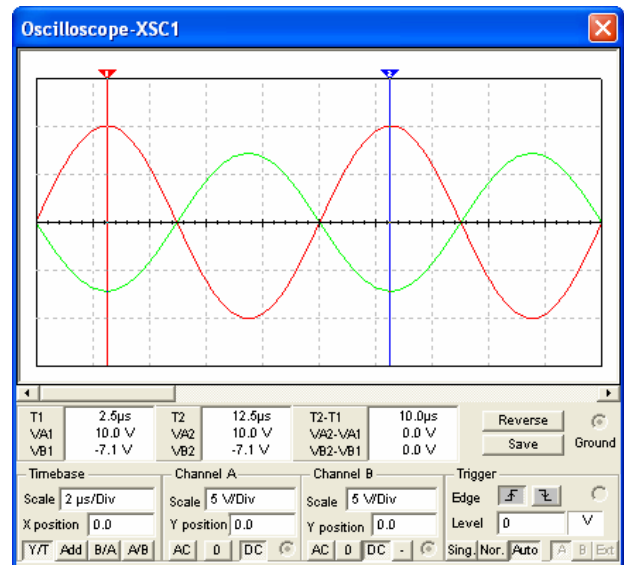 Oscilloscope-XSC1
1 2
T1 2.5µs T2 12.5µs T2-T1 10.0µs Reverse
VA1 10.0 V VA2 10.0 V VA2-VA1 0.0 V
VB1 -7.1 V VB2 -7.1 V VB2-VB1 0.0 V Save Ground
Timebase Channel A Channel B Trigger
Scale 2 µs/Div Scale 5 V/Div Scale 5 V/Div Edge
X position 0.0 Y position 0.0 Y position 0.0 Level 0 V
Y/T Add B/A A/B AC 0 DC AC 0 DC - Sing. Nor. Auto A B Ext